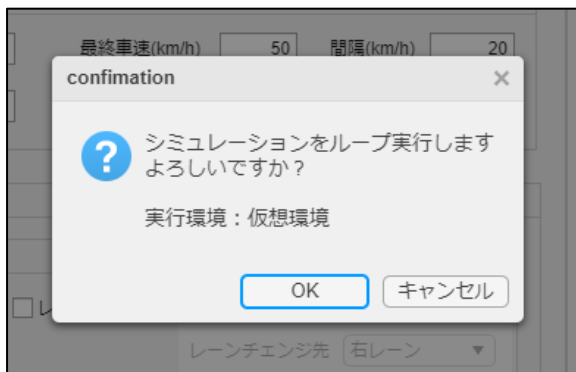 最終車速(km/h) 50 間隔(km/h) 20
confimation
シミュレーションをループ実行します
よろしいですか？
実行環境：仮想環境
OK キャンセル
レ
レーンチェンジ先 右レーン